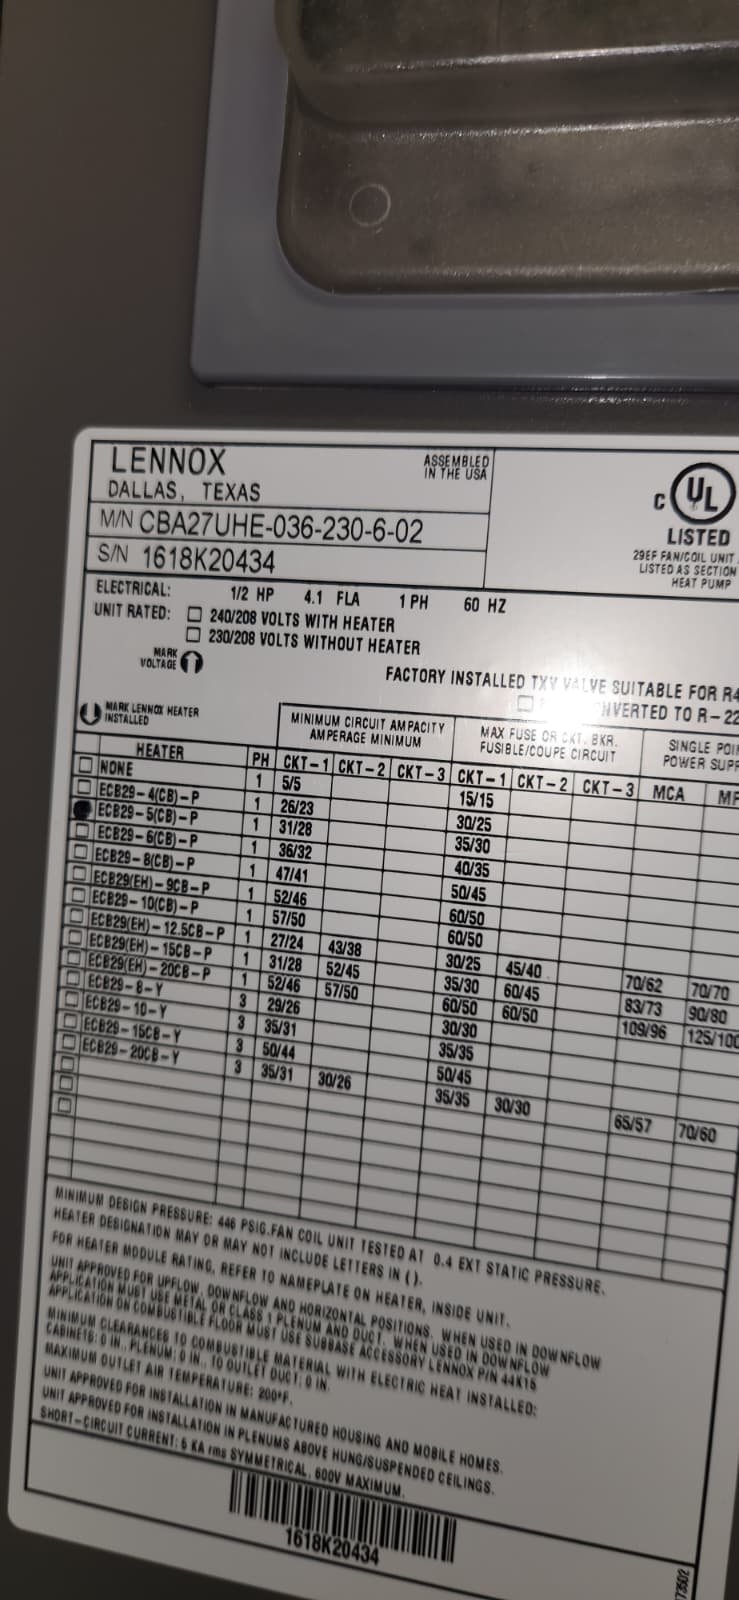 LENNOX
DALLAS, TEXAS
ASSEMBLED
IN THE USA
M/N CBA27UHE-036-230-6-02
S/N 1618K20434
C UL
LISTED
29EF FAN/COIL UNIT
LISTED AS SECTION
HEAT PUMP
ELECTRICAL: 1/2 HP 4.1 FLA 1 PH 60 HZ
UNIT RATED: 240/208 VOLTS WITH HEATER
230/208 VOLTS WITHOUT HEATER
MARK
VOLTAGE
FACTORY INSTALLED TXV VALVE SUITABLE FOR R4
NVERTED TO R-22
MARK LENNOX HEATER
INSTALLED
MINIMUM CIRCUIT AMPACITY
AMPERAGE MINIMUM
MAX FUSE OR CKT. BKR.
FUSIBLE/COUPE CIRCUIT
SINGLE POI
POWER SUPP
HEATER PH CKT-1 CKT-2 CKT-3 CKT-1 CKT-2 CKT-3 MCA
NONE 1 5/5 15/15
ECB29-4(CB)-P 1 26/23 30/25
ECB29-5(CB)-P 1 31/28 35/30
ECB29-6(CB)-P 1 36/32 40/35
ECB29-8(CB)-P 1 47/41 50/45
ECB29(EH)-9CB-P 1 52/46 60/50
ECB29-10(CB)-P 1 57/50 60/50
ECB29(EH)-12.5CB-P 1 27/24 43/38 30/25 45/40 70/62 70/70
ECB29(EH)-15CB-P 1 31/28 52/45 35/30 60/45 83/73 90/80
ECB29(EH)-20CB-P 1 52/46 57/50 60/50 60/50 109/96 125/100
ECB29-8-Y 3 29/26 30/30
ECB29-10-Y 3 35/31 35/35
ECB29-15CB-Y 3 50/44 50/45
ECB29-20CB-Y 3 35/31 30/26 35/35 30/30 65/57 70/60
MINIMUM DESIGN PRESSURE: 446 PSIG.FAN COIL UNIT TESTED AT 0.4 EXT STATIC PRESSURE.
HEATER DESIGNATION MAY OR MAY NOT INCLUDE LETTERS IN ( ).
FOR HEATER MODULE RATING, REFER TO NAMEPLATE ON HEATER, INSIDE UNIT.
UNIT APPROVED FOR UPFLOW, DOWNFLOW AND HORIZONTAL POSITIONS. WHEN USED IN DOWNFLOW
APPLICATION MUST USE METAL OR CLASS 1 PLENUM AND DUCT. WHEN USED IN DOWNFLOW
APPLICATION ON COMBUSTIBLE FLOOR MUST USE SUBBASE ACCESSORY LENNOX P/N 44K15
MINIMUM CLEARANCES TO COMBUSTIBLE MATERIAL WITH ELECTRIC HEAT INSTALLED:
CABINETS: 0 IN., PLENUM: 0 IN., TO OUTLET DUCT: 0 IN.
MAXIMUM OUTLET AIR TEMPERATURE: 200°F.
UNIT APPROVED FOR INSTALLATION IN MANUFACTURED HOUSING AND MOBILE HOMES.
UNIT APPROVED FOR INSTALLATION IN PLENUMS ABOVE HUNG/SUSPENDED CEILINGS.
SHORT-CIRCUIT CURRENT: 5 KA rms SYMMETRICAL, 600V MAXIMUM.
1618K20434